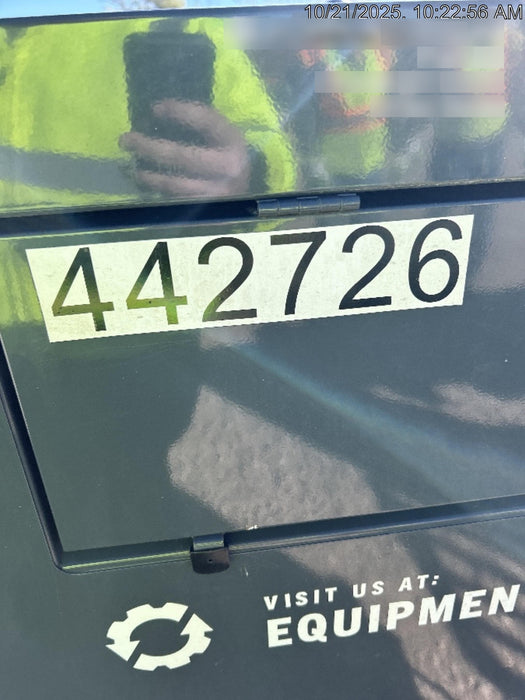 10/21/2025. 10:22:56 AM
442726
VISIT US AT:
EQUIPMEN